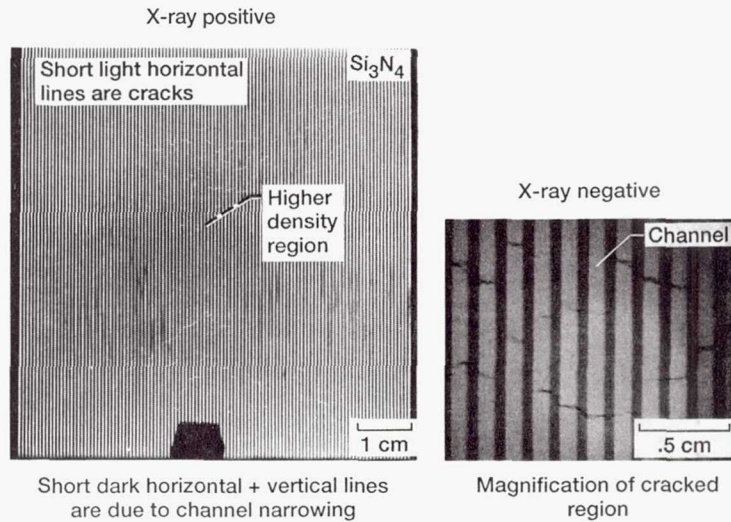 X-ray positive
Short light horizontal
lines are cracks
Si₃N₄
Higher
density
region
1 cm
Short dark horizontal + vertical lines
are due to channel narrowing
X-ray negative
Channel
.5 cm
Magnification of cracked
region